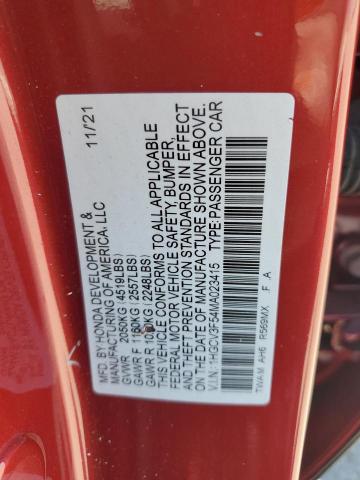 MFD. BY HONDA DEVELOPMENT & 11/21
MANUFACTURING OF AMERICA, LLC
GVWR 2050KG (4519LBS)
GAWR F 1160KG (2557LBS)
GAWR R KG (2248LBS)
THIS VEHICLE CONFORMS TO ALL APPLICABLE
FEDERAL MOTOR VEHICLE SAFETY, BUMPER,
AND THEFT PREVENTION STANDARDS IN EFFECT
ON THE DATE OF MANUFACTURE SHOWN ABOVE.
V.I.N.: 1HGCV3F54MA023415 TYPE: PASSENGER CAR
TWAM AH6 R569MX F A